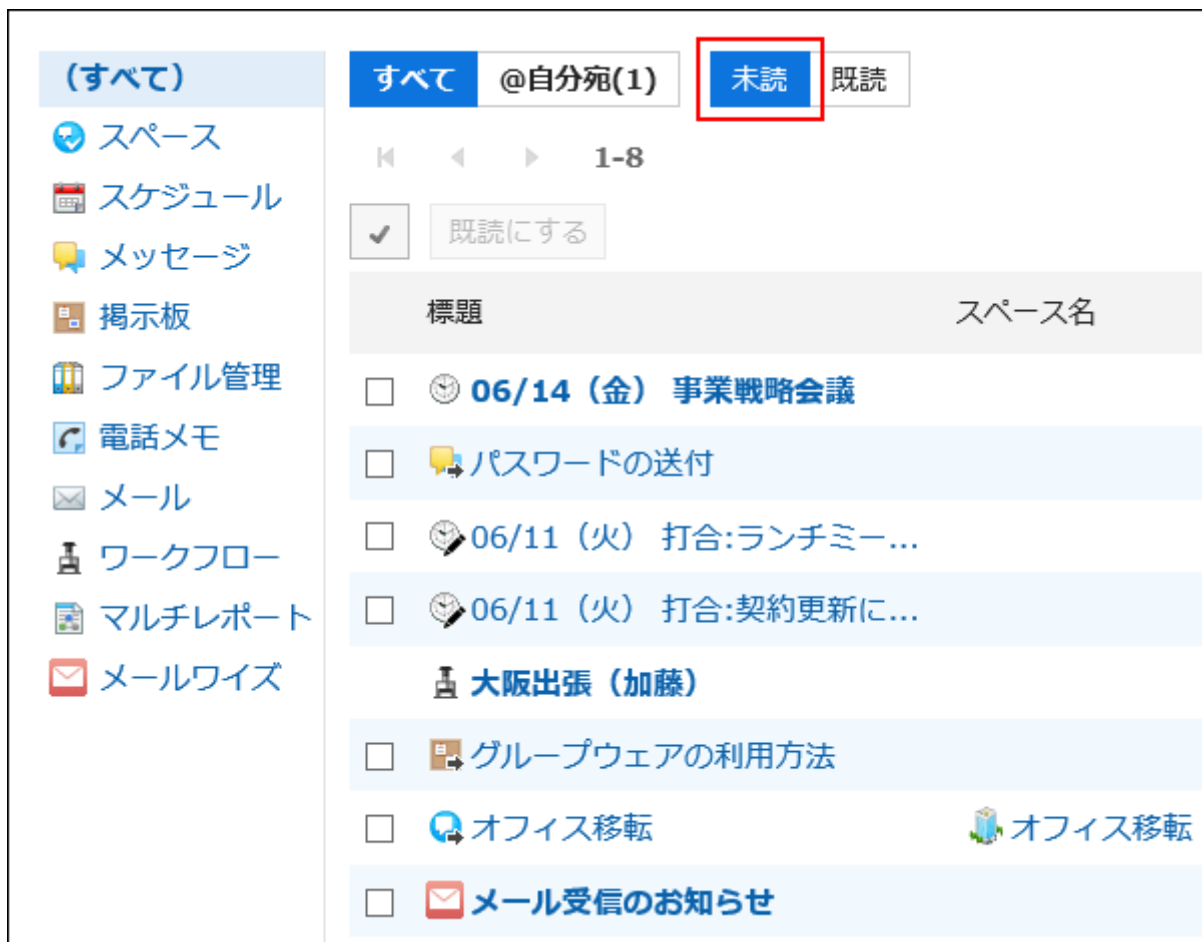 (すべて)
スペース
スケジュール
メッセージ
掲示板
ファイル管理
電話メモ
メール
ワークフロー
マルチレポート
メールワイズ
すべて @自分宛(1) 未読 既読
1-8
既読にする
標題 スペース名
06/14（金） 事業戦略会議
パスワードの送付
06/11（火） 打合:ランチミー...
06/11（火） 打合:契約更新に...
大阪出張（加藤）
グループウェアの利用方法
オフィス移転 オフィス移転
メール受信のお知らせ